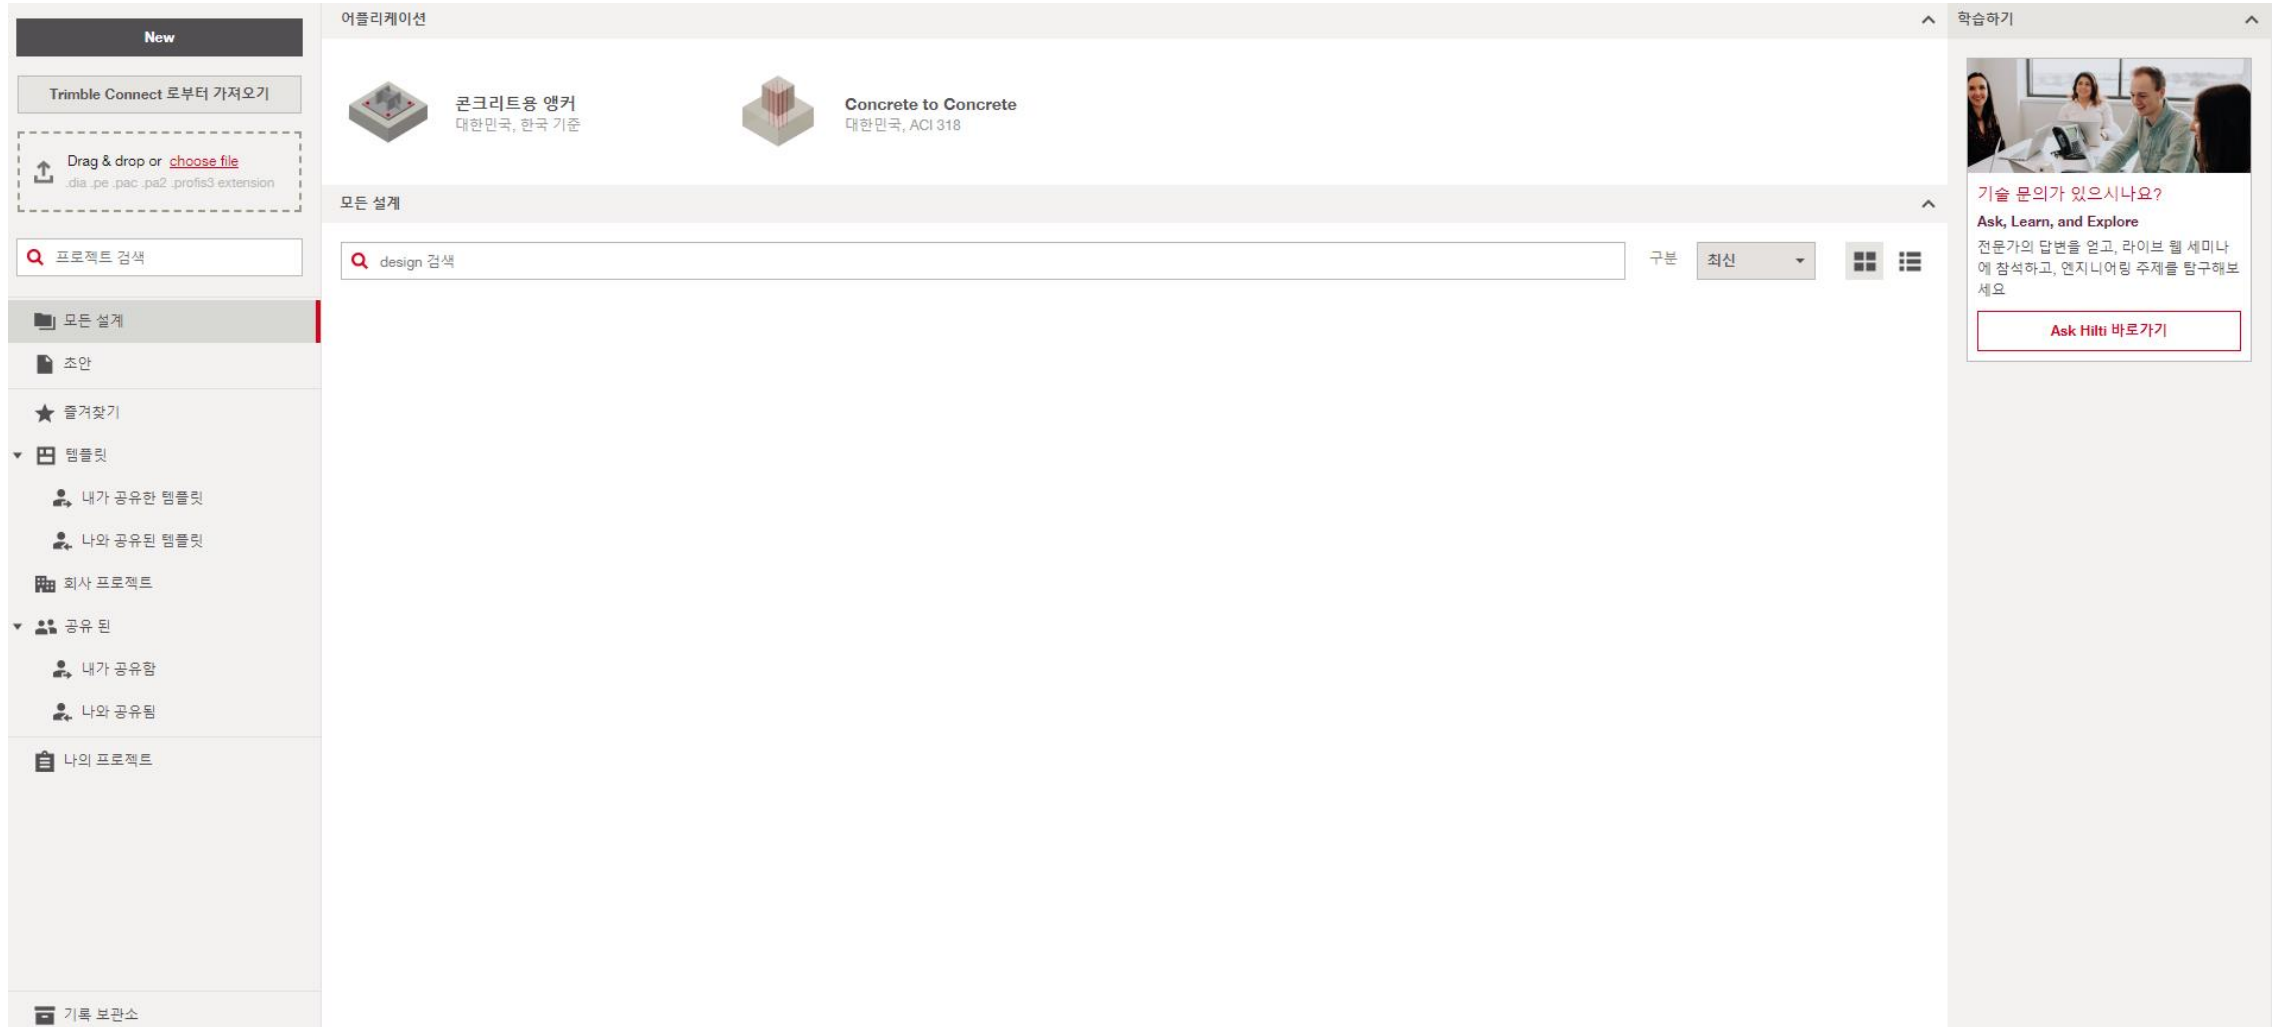 New
Trimble Connect 로부터 가져오기
Drag & drop or choose file
.dia .pe .pac .pa2 .profis3 extension
프로젝트 검색
모든 설계
초안
즐겨찾기
템플릿
내가 공유한 템플릿
나와 공유된 템플릿
회사 프로젝트
공유 된
내가 공유함
나와 공유됨
나의 프로젝트
기록 보관소
어플리케이션
콘크리트용 앵커
대한민국, 한국 기준
Concrete to Concrete
대한민국, ACI 318
모든 설계
design 검색
구분
최신
학습하기
기술 문의가 있으시나요?
Ask, Learn, and Explore
전문가의 답변을 얻고, 라이브 웹 세미나
에 참석하고, 엔지니어링 주제를 탐구해보
세요
Ask Hilti 바로가기